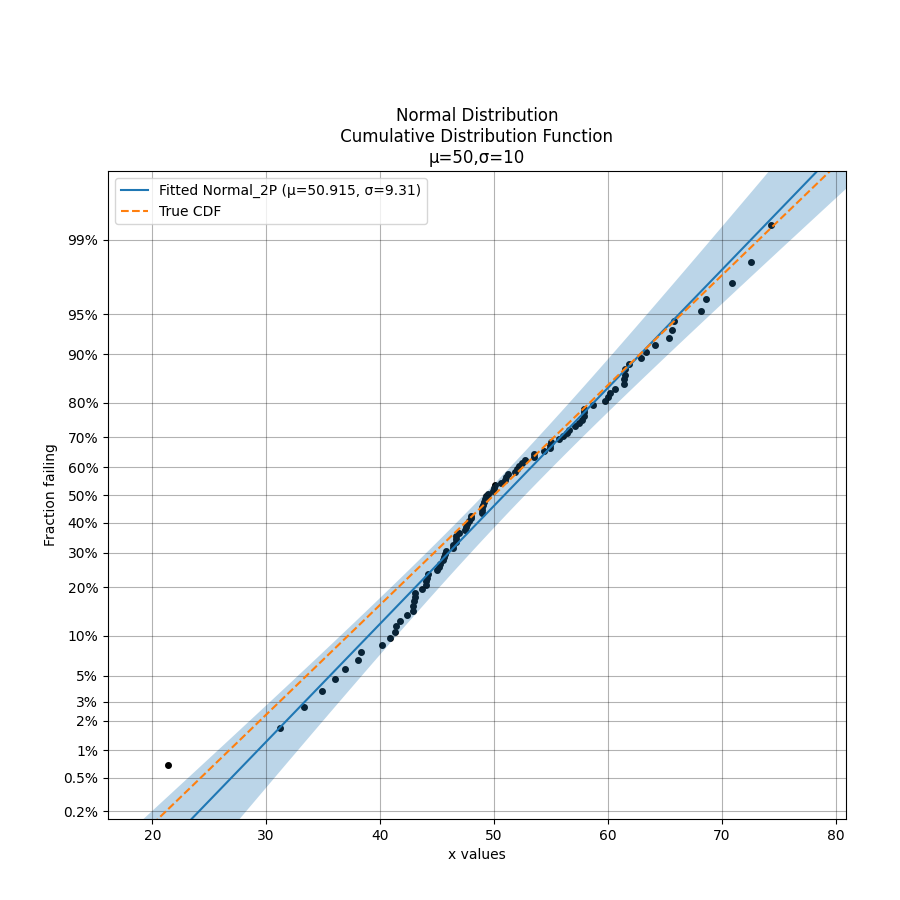 Normal Distribution
Cumulative Distribution Function
μ=50,σ=10
Fitted Normal_2P (μ=50.915, σ=9.31)
True CDF
99%
95%
90%
80%
70%
60%
50%
40%
30%
20%
10%
5%
3%
2%
1%
0.5%
0.2%
Fraction failing
20 30 40 50 60 70 80
x values